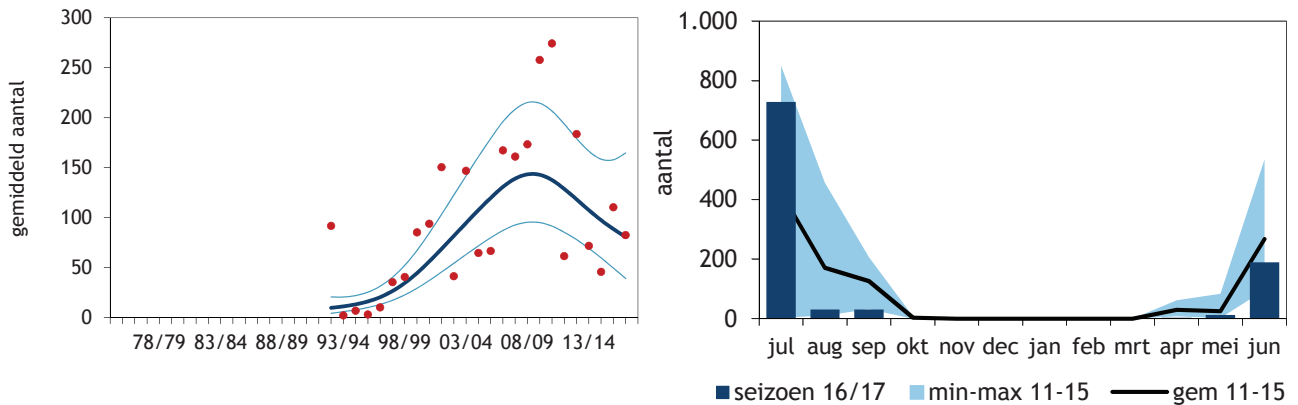 gemiddeld aantal
300
250
200
150
100
50
0
78/79 83/84 88/89 93/94 98/99 03/04 08/09 13/14
aantal
1.000
800
600
400
200
0
jul aug sep okt nov dec jan feb mrt apr mei jun
seizoen 16/17 min-max 11-15 gem 11-15